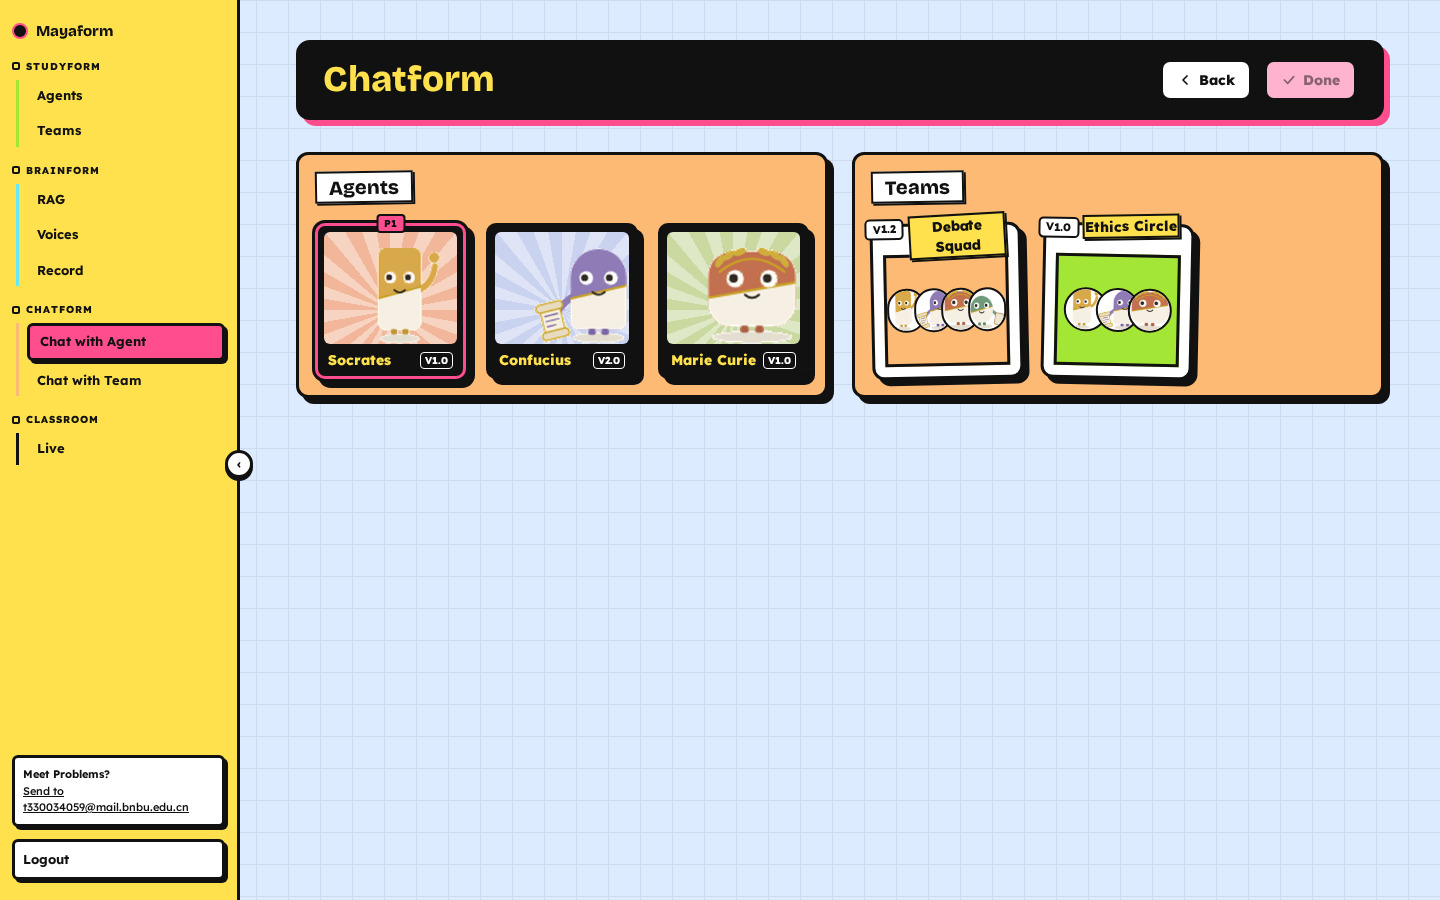 Mayaform
STUDYFORM
Agents
Teams
BRAINFORM
RAG
Voices
Record
CHATFORM
Chat with Agent
Chat with Team
CLASSROOM
Live
Meet Problems?
Send to
t330034059@mail.bnbu.edu.cn
Logout
Chatform
Back
Done
Agents
P1
Socrates V1.0
Confucius V2.0
Marie Curie V1.0
Teams
V1.2
Debate
Squad
V1.0
Ethics Circle